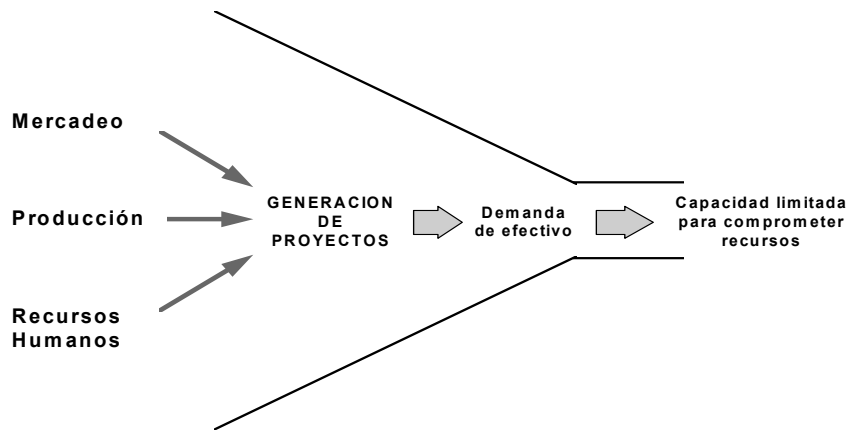 Mercadeo
Producción
Recursos
Humanos
GENERACION
DE
PROYECTOS
Demanda
de efectivo
Capacidad limitada
para comprometer
recursos